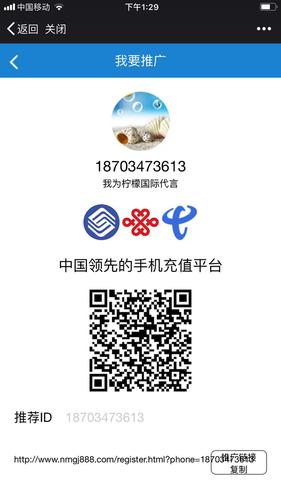 中国移动
下午1:29
返回 关闭
我要推广
18703473613
我为柠檬国际代言
中国领先的手机充值平台
推荐ID 18703473613
http://www.nmgj888.com/register.html?phone=18703473613
推广链接
复制